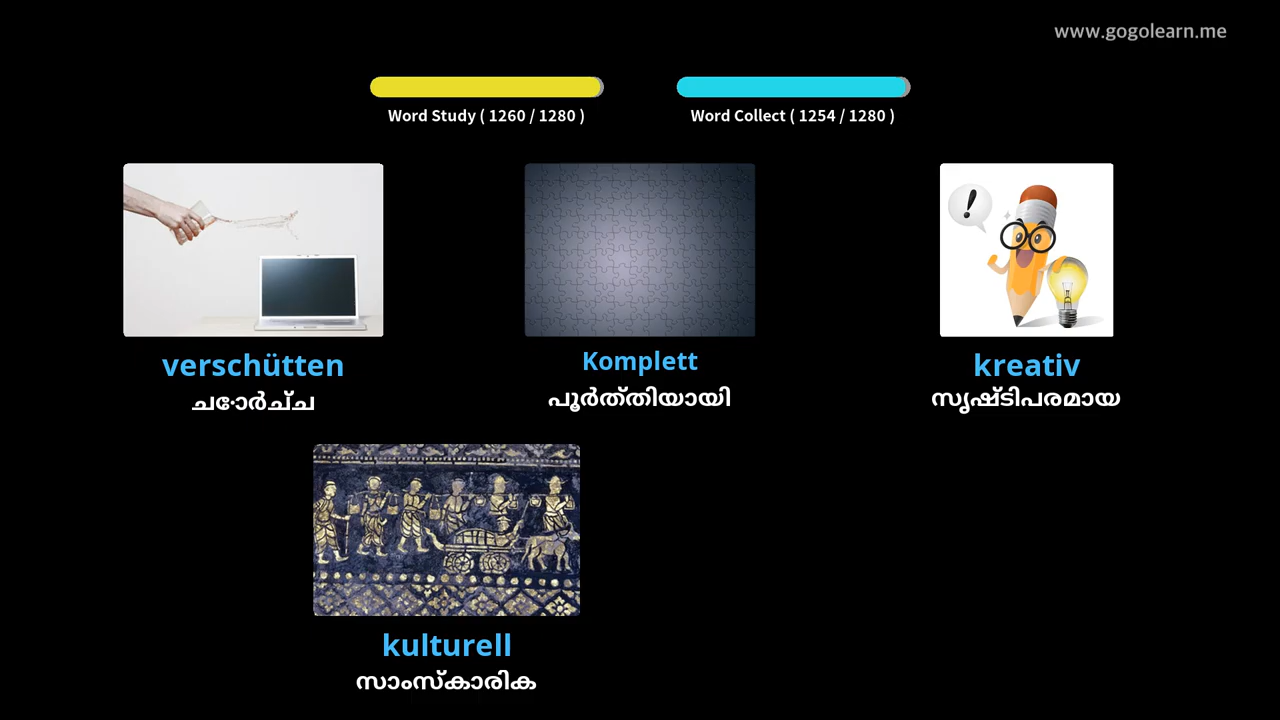 www.gogolearn.me
Word Study ( 1260 / 1280 )
Word Collect ( 1254 / 1280 )
verschütten
ചോർച്ച
Komplett
പൂർത്തിയായി
kreativ
സൃഷ്ടിപരമായ
kulturell
സാംസ്കാരിക